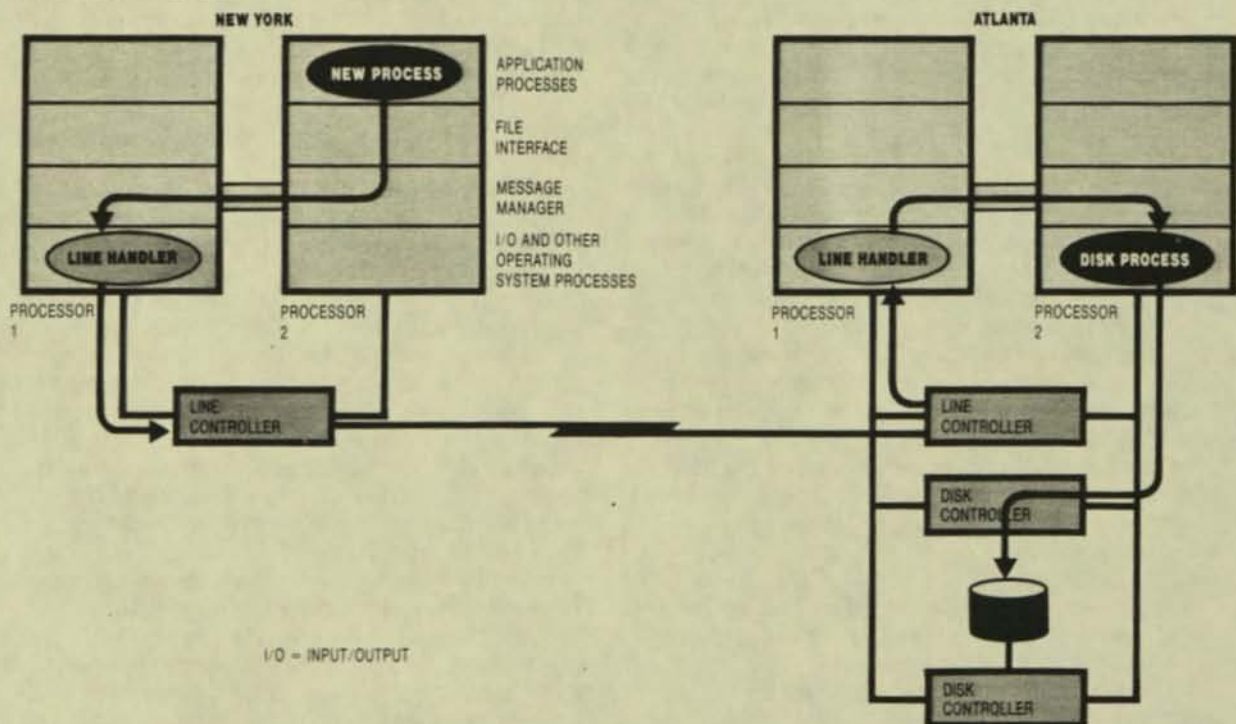 NEW YORK
NEW PROCESS
APPLICATION
PROCESSES
FILE
INTERFACE
MESSAGE
MANAGER
I/O AND OTHER
OPERATING
SYSTEM PROCESSES
LINE HANDLER
PROCESSOR
1
PROCESSOR
2
LINE
CONTROLLER
I/O = INPUT/OUTPUT
ATLANTA
LINE HANDLER
DISK PROCESS
PROCESSOR
1
PROCESSOR
2
LINE
CONTROLLER
DISK
CONTROLLER
DISK
CONTROLLER